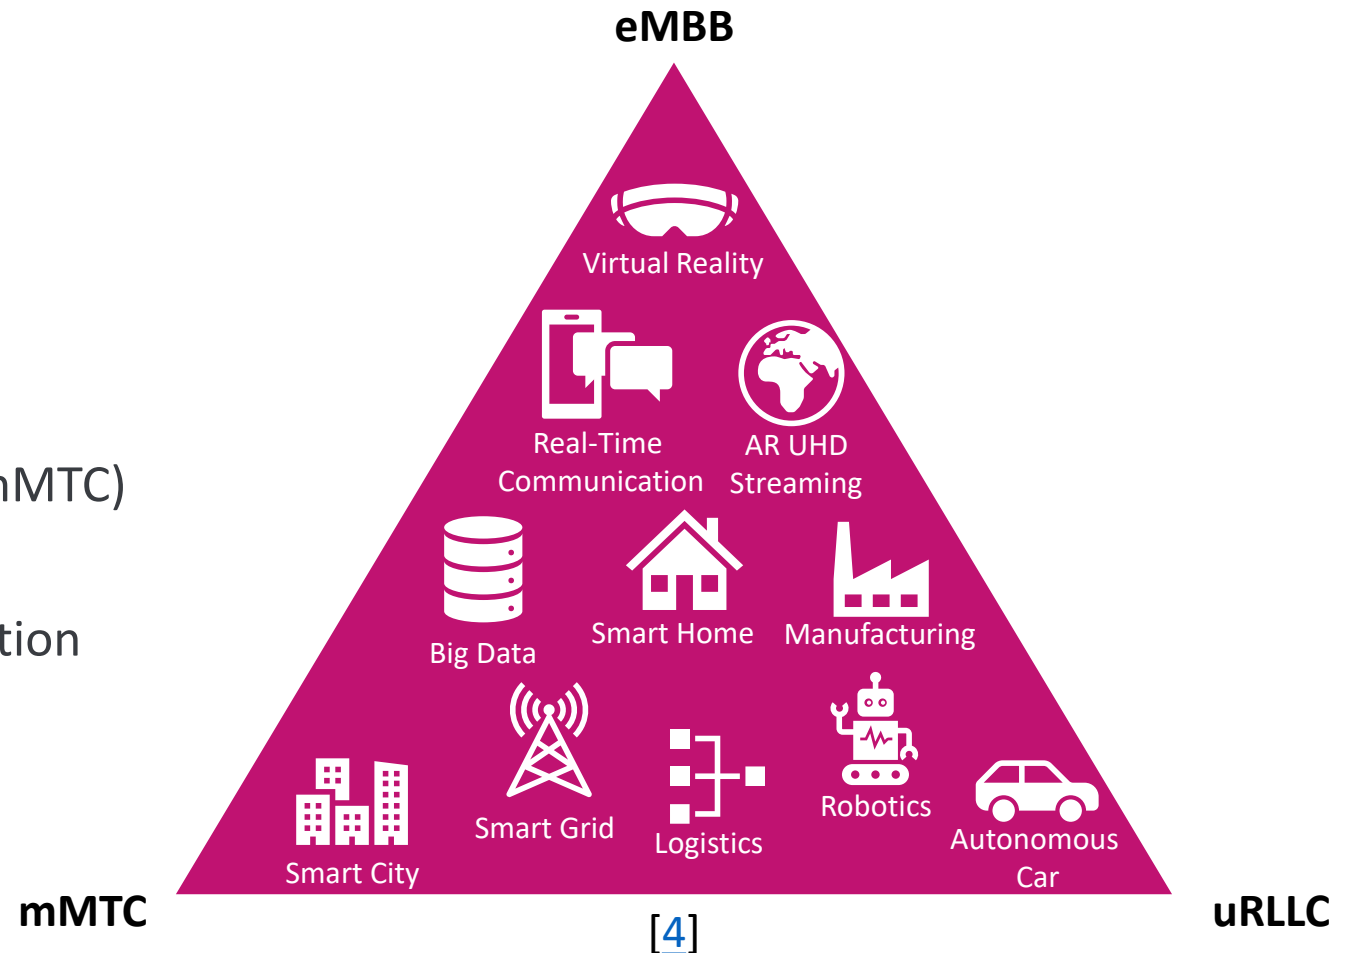 eMBB
Virtual Reality
Real-Time
Communication
AR UHD
Streaming
mMTC)
tion
Big Data
Smart Home
Manufacturing
Smart City
Smart Grid
Logistics
Robotics
Autonomous
Car
mMTC
[4]
uRLLC